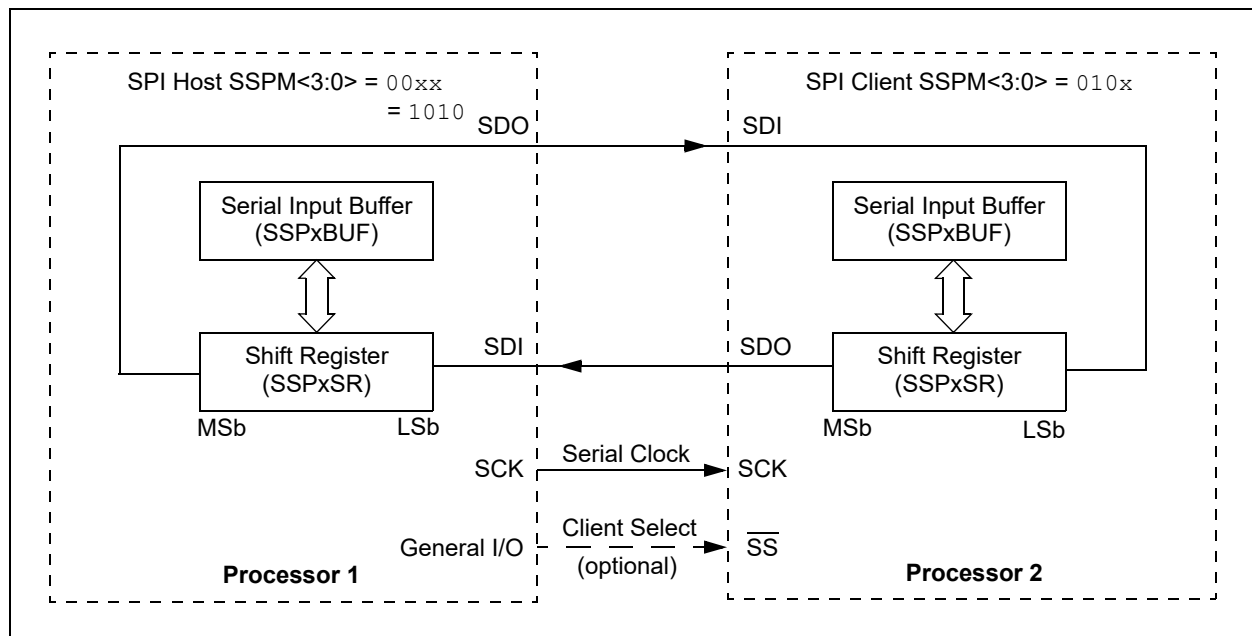 SPI Host SSPM<3:0> = 00xx
= 1010
SPI Client SSPM<3:0> = 010x
SDO
SDI
Serial Input Buffer
(SSPxBUF)
Serial Input Buffer
(SSPxBUF)
SDI
SDO
Shift Register
(SSPxSR)
Shift Register
(SSPxSR)
MSb
LSb
MSb
LSb
SCK
Serial Clock
SCK
General I/O
Client Select
(optional)
SS
Processor 1
Processor 2